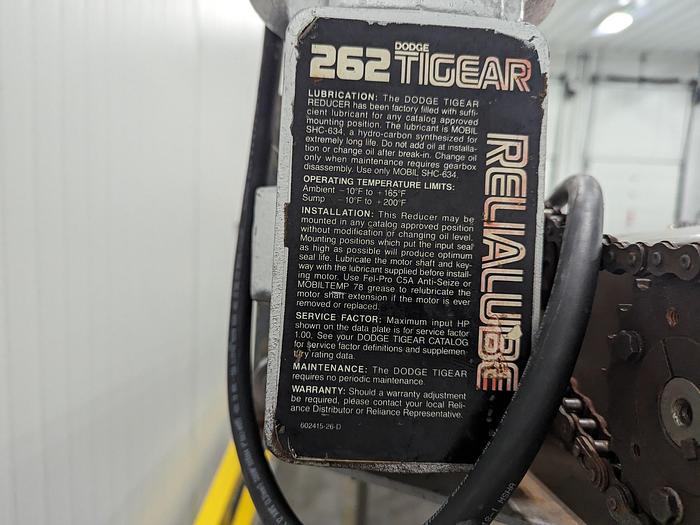 DODGE
262 TIGEAR
RELIALUBE
LUBRICATION: The DODGE TIGEAR
REDUCER has been factory filled with suffi-
cient lubricant for any catalog approved
mounting position. The lubricant is MOBIL
SHC-634, a hydro-carbon synthesized for
extremely long life. Do not add oil at installa-
tion or change oil after break-in. Change oil
only when maintenance requires gearbox
disassembly. Use only MOBIL SHC-634.
OPERATING TEMPERATURE LIMITS:
Ambient -10°F to +165°F
Sump -10°F to +200°F
INSTALLATION: This Reducer may be
mounted in any catalog approved position
without modification or changing oil level.
Mounting positions which put the input seal
as high as possible will produce optimum
seal life. Lubricate the motor shaft and key-
way with the lubricant supplied before install-
ing motor. Use Fel-Pro C5A Anti-Seize or
MOBILTEMP 78 grease to relubricate the
motor shaft extension if the motor is ever
removed or replaced.
SERVICE FACTOR: Maximum input HP
shown on the data plate is for service factor
1.00. See your DODGE TIGEAR CATALOG
for service factor definitions and supplemen-
t ry rating data.
MAINTENANCE: The DODGE TIGEAR
requires no periodic maintenance.
WARRANTY: Should a warranty adjustment
be required, please contact your local Reli-
ance Distributor or Reliance Representative.
602415-26-D